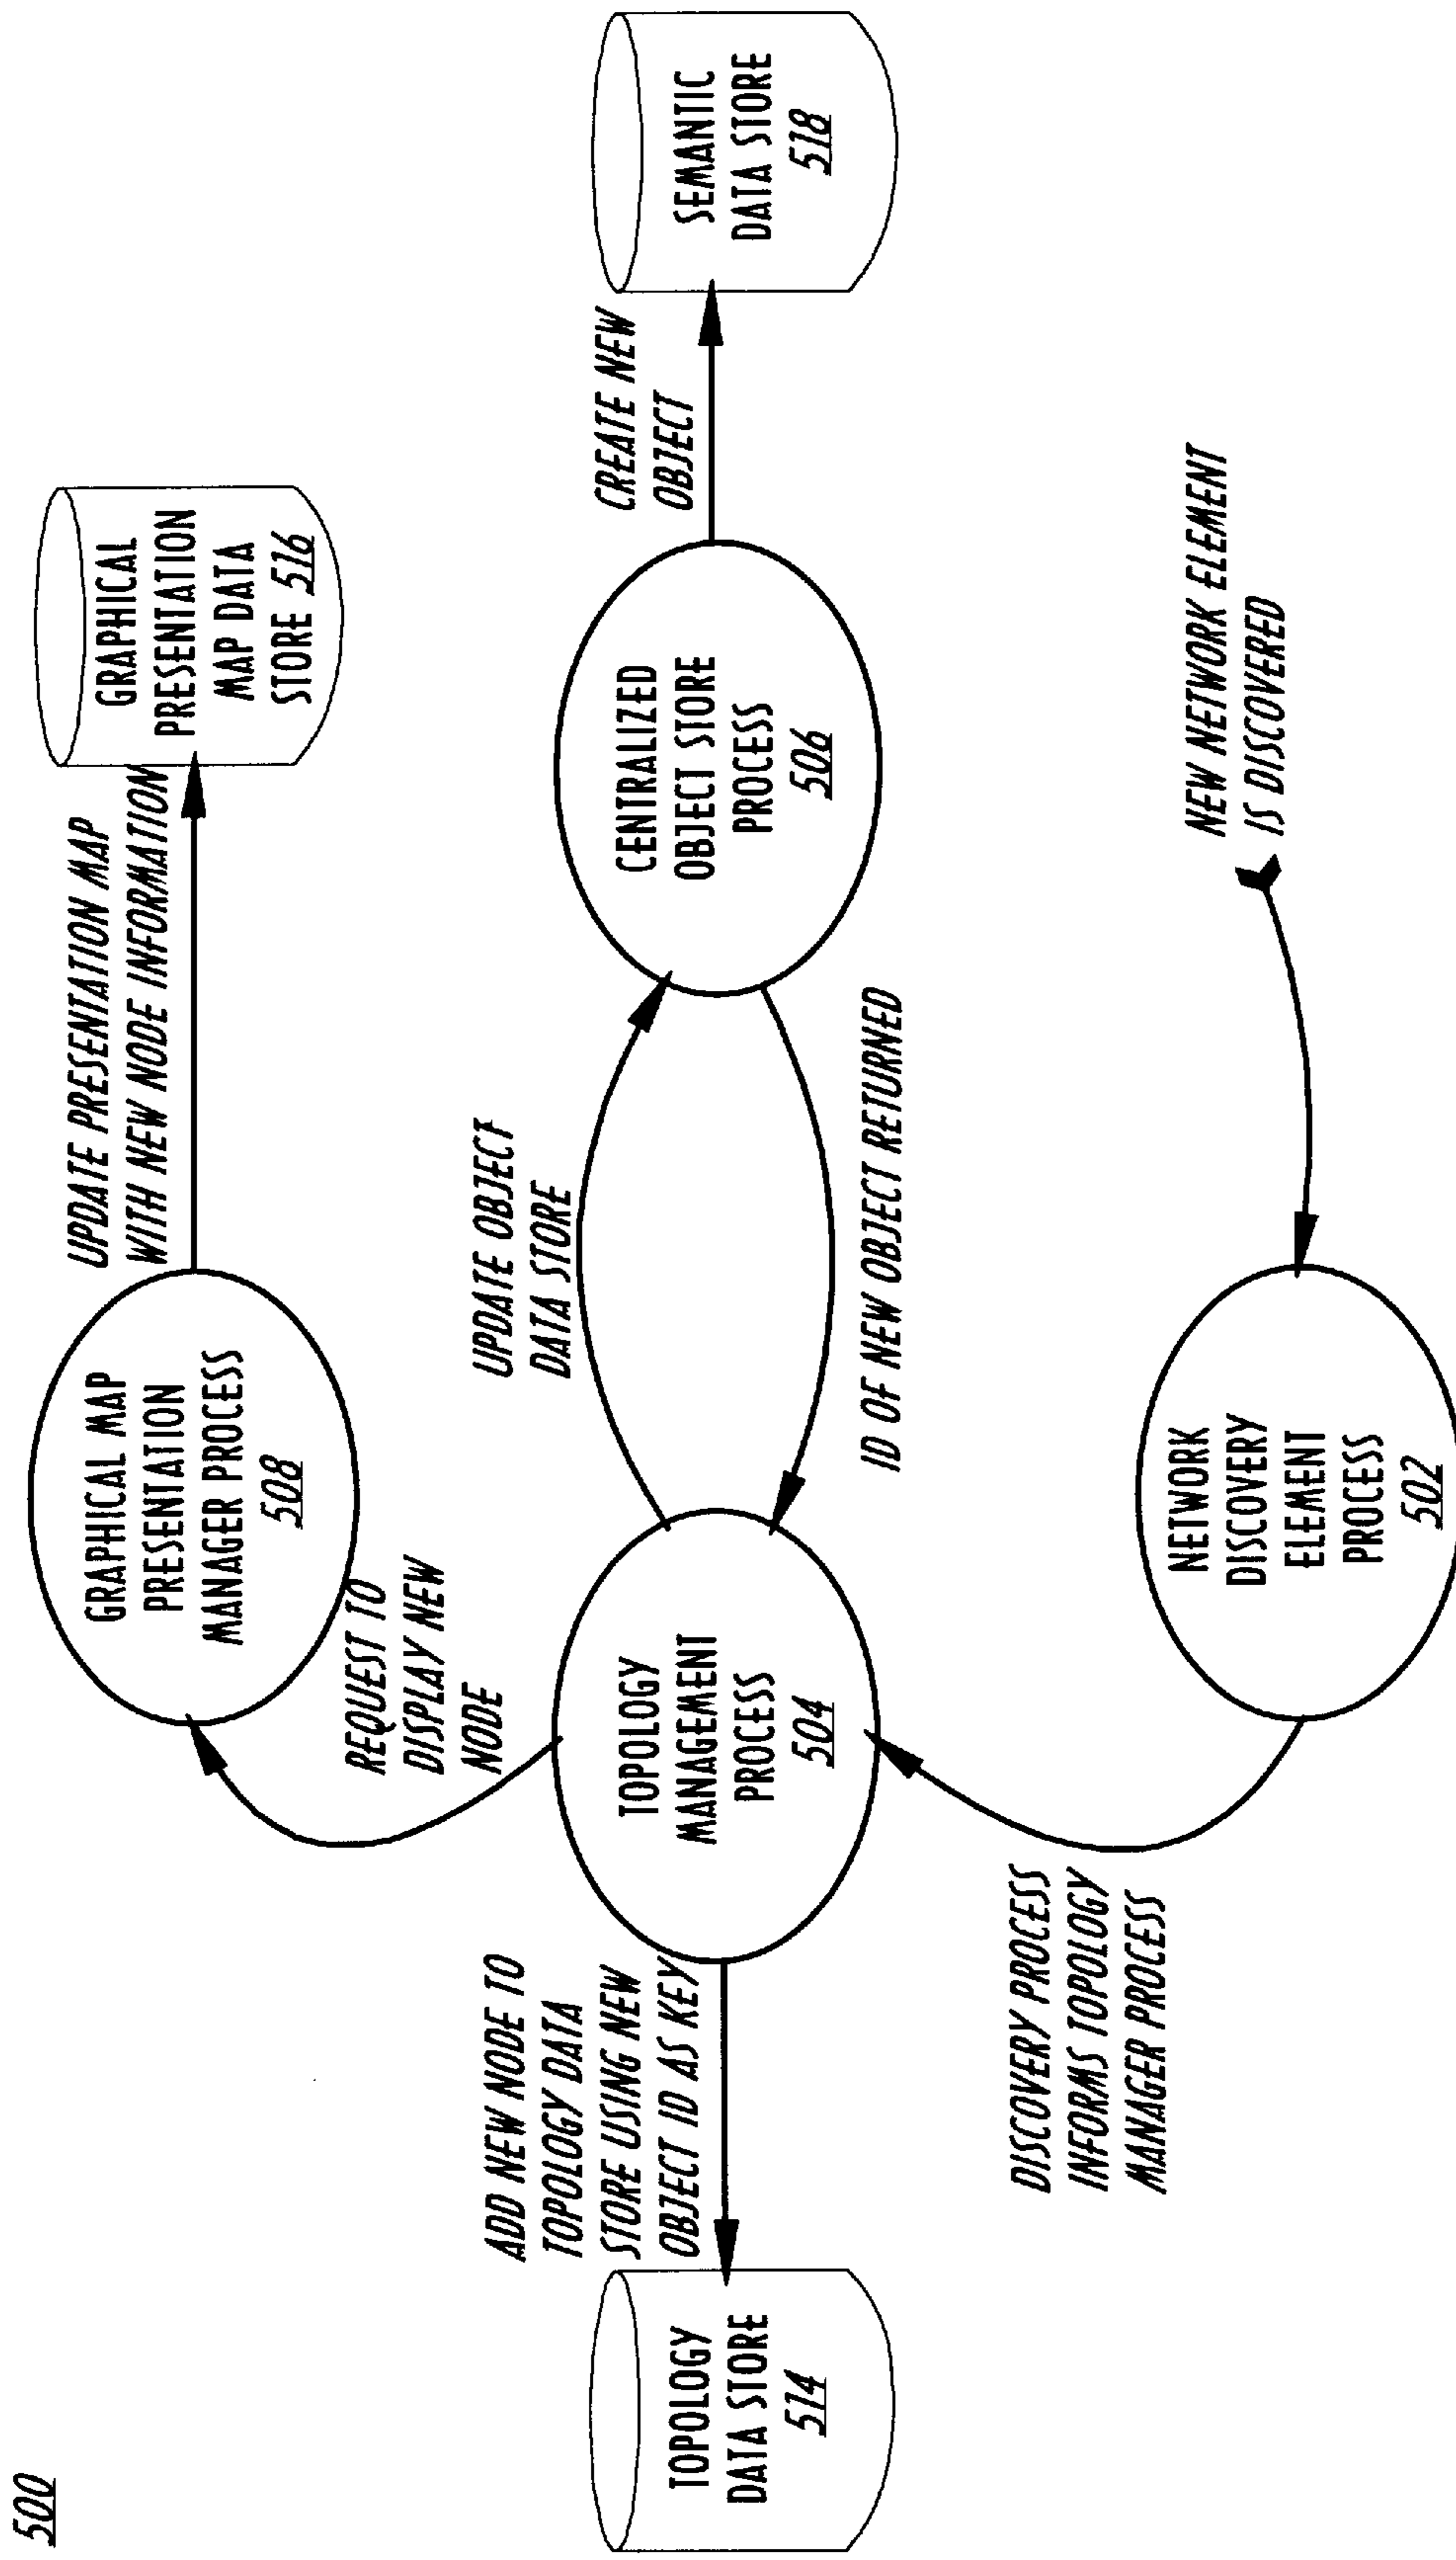 500
UPDATE PRESENTATION MAP
WITH NEW NODE INFORMATION
GRAPHICAL
PRESENTATION
MAP DATA
STORE 516
GRAPHICAL MAP
PRESENTATION
MANAGER PROCESS
508
REQUEST TO
DISPLAY NEW
NODE
ADD NEW NODE TO
TOPOLOGY DATA
STORE USING NEW
OBJECT ID AS KEY
UPDATE OBJECT
DATA STORE
CREATE NEW
OBJECT
TOPOLOGY
DATA STORE
514
TOPOLOGY
MANAGEMENT
PROCESS
504
CENTRALIZED
OBJECT STORE
PROCESS
506
SEMANTIC
DATA STORE
518
ID OF NEW OBJECT RETURNED
DISCOVERY PROCESS
INFORMS TOPOLOGY
MANAGER PROCESS
NETWORK
DISCOVERY
ELEMENT
PROCESS
502
NEW NETWORK ELEMENT
IS DISCOVERED